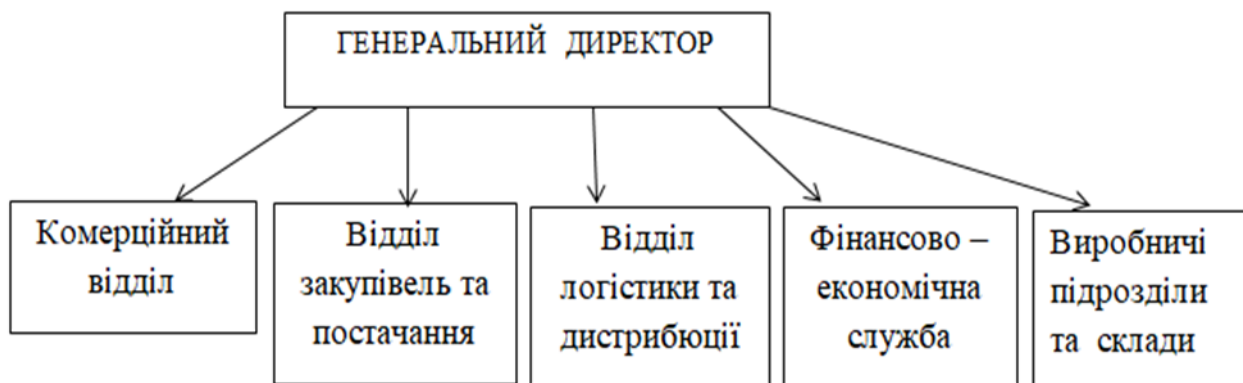 ГЕНЕРАЛЬНИЙ ДИРЕКТОР
Комерційний
відділ
Відділ
закупівель та
постачання
Відділ
логістики та
дистрибюції
Фінансово –
економічна
служба
Виробничі
підрозділи
та склади